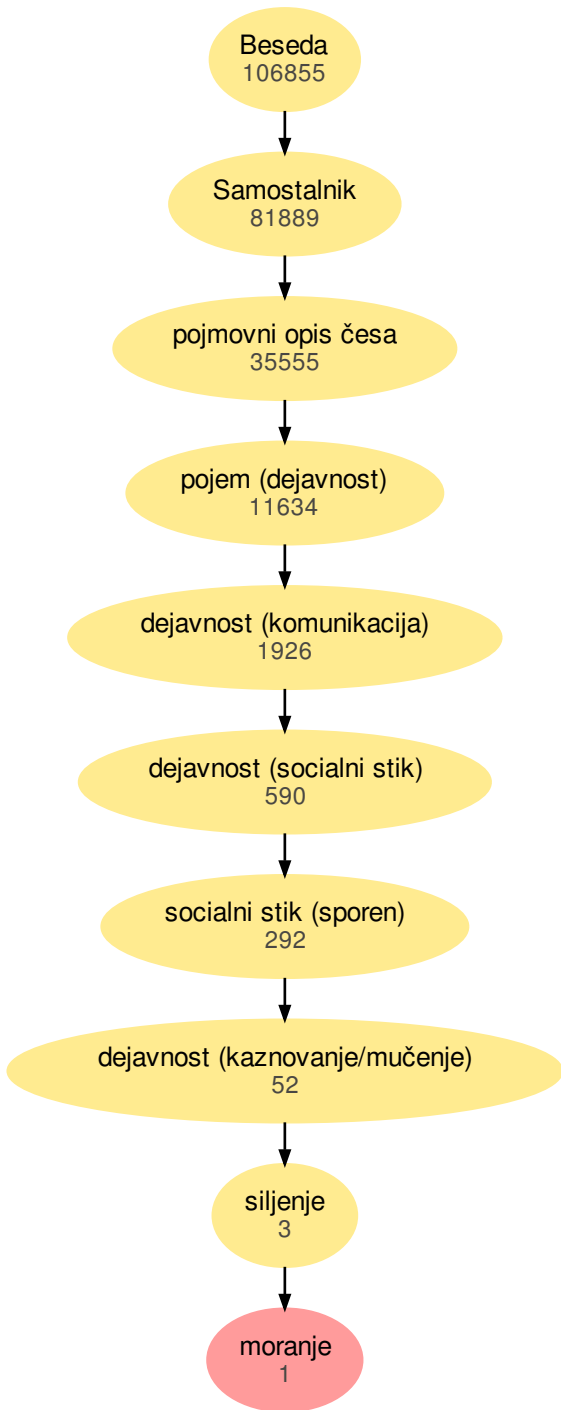 Beseda
106855
Samostalnik
81889
pojmovni opis česa
35555
pojem (dejavnost)
11634
dejavnost (komunikacija)
1926
dejavnost (socialni stik)
590
socialni stik (sporen)
292
dejavnost (kaznovanje/mučenje)
52
siljenje
3
moranje
1